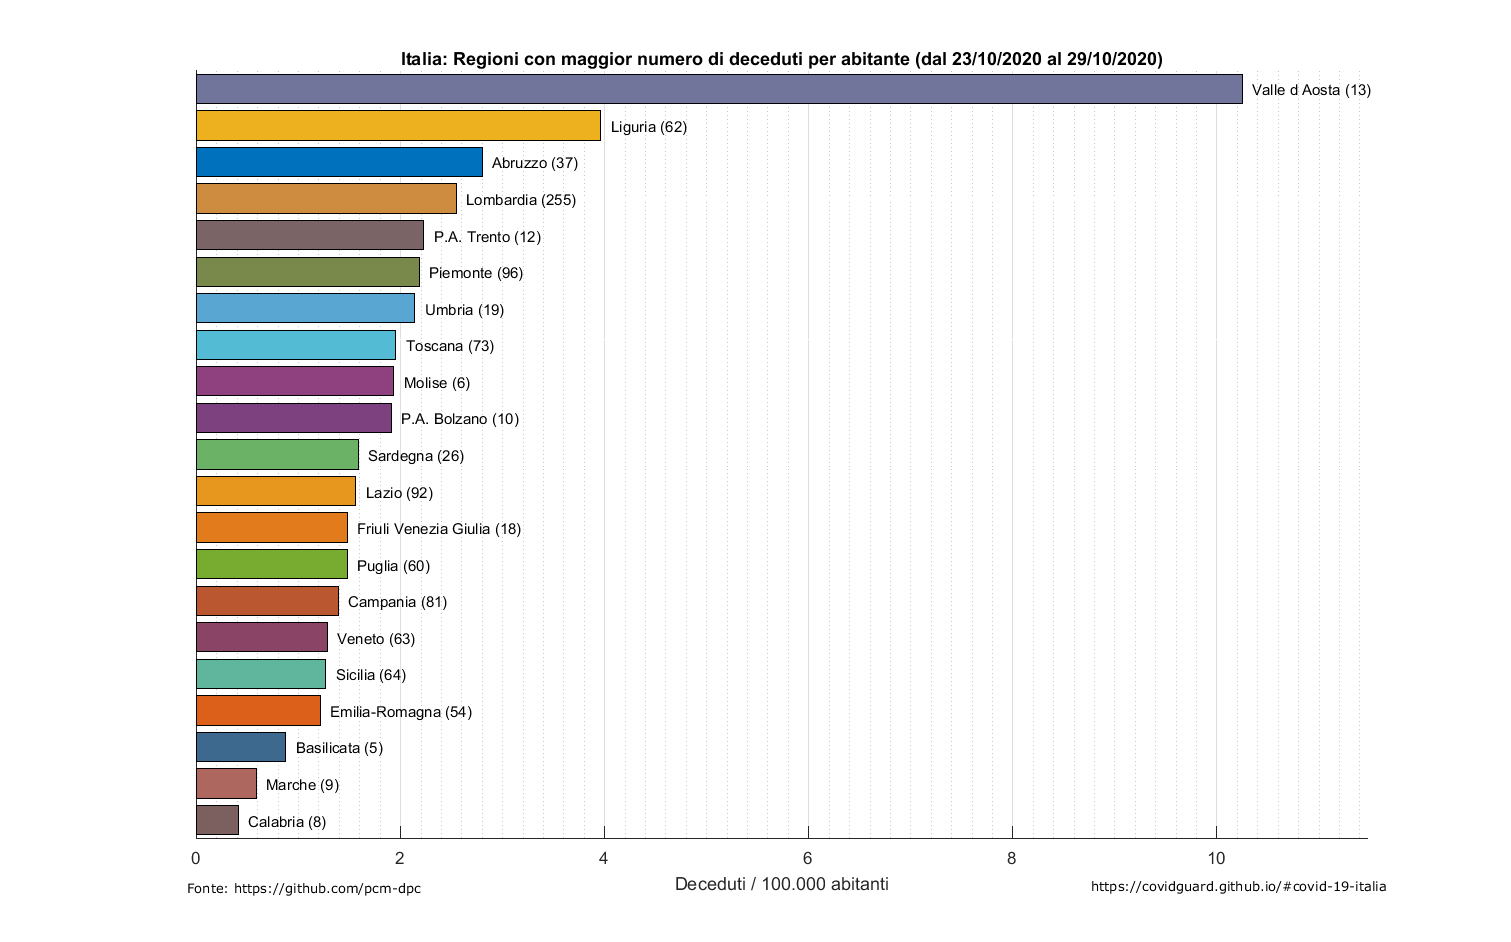 Italia: Regioni con maggior numero di deceduti per abitante (dal 23/10/2020 al 29/10/2020)
Valle d Aosta (13)
Liguria (62)
Abruzzo (37)
Lombardia (255)
P.A. Trento (12)
Piemonte (96)
Umbria (19)
Toscana (73)
Molise (6)
P.A. Bolzano (10)
Sardegna (26)
Lazio (92)
Friuli Venezia Giulia (18)
Puglia (60)
Campania (81)
Veneto (63)
Sicilia (64)
Emilia-Romagna (54)
Basilicata (5)
Marche (9)
Calabria (8)
0 2 4 6 8 10
Deceduti / 100.000 abitanti
Fonte: https://github.com/pcm-dpc
https://covidguard.github.io/#covid-19-italia